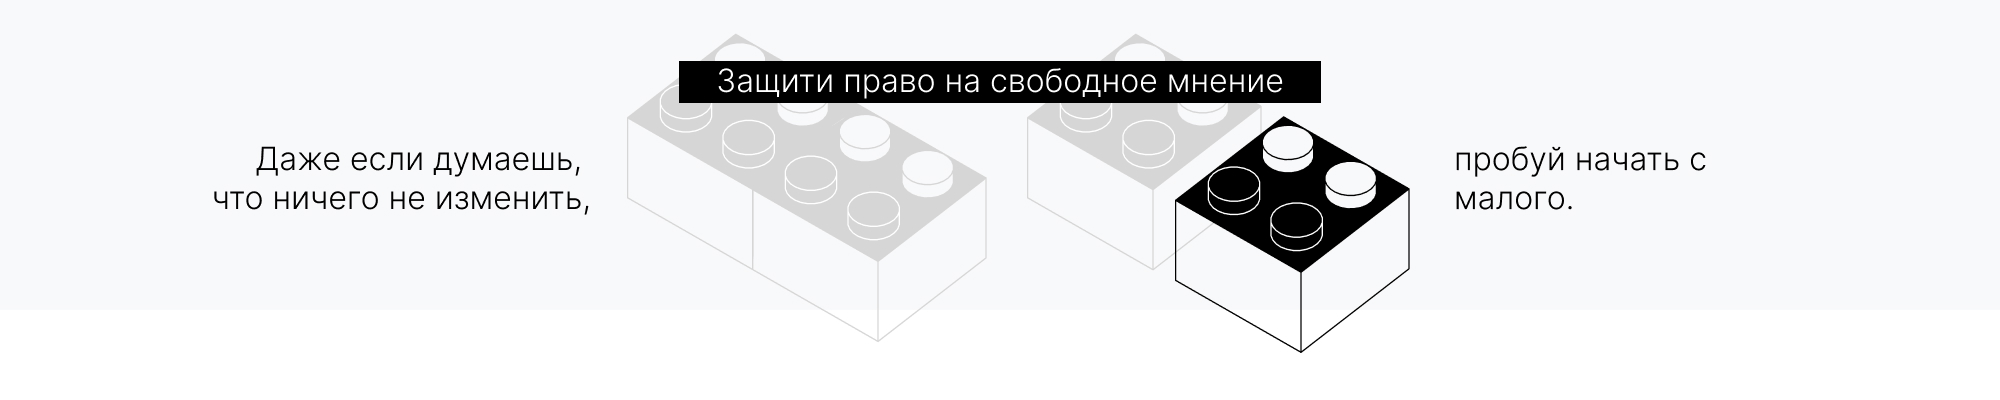 Защити право на свободное мнение
Даже если думаешь,
что ничего не изменить,
пробуй начать с
малого.